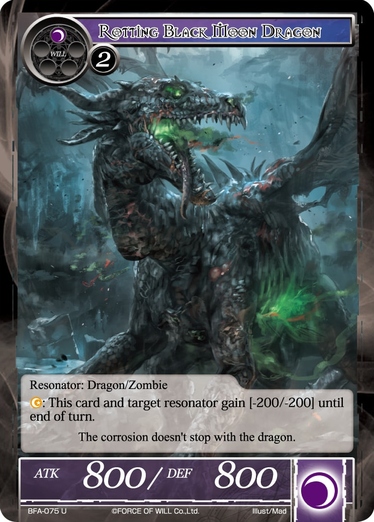 Rotting Black Moon Dragon
WILL
2
Resonator: Dragon/Zombie
: This card and target resonator gain [-200/-200] until
end of turn.
The corrosion doesn't stop with the dragon.
ATK 800 / DEF 800
BFA-075 U ©FORCE OF WILL Co.,Ltd. Illust/Mad